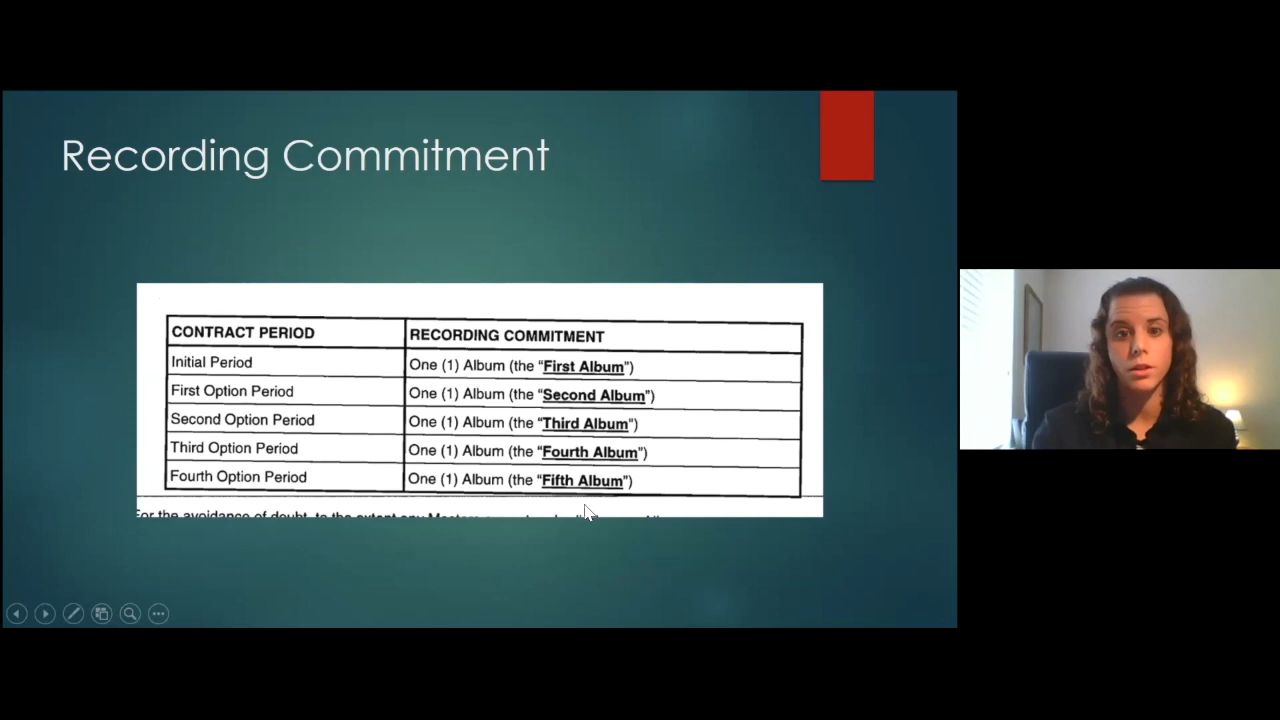 Recording Commitment
CONTRACT PERIOD RECORDING COMMITMENT
Initial Period One (1) Album (the “First Album”)
First Option Period One (1) Album (the “Second Album”)
Second Option Period One (1) Album (the “Third Album”)
Third Option Period One (1) Album (the “Fourth Album”)
Fourth Option Period One (1) Album (the “Fifth Album”)
For the avoidance of doubt, to the extent any Masters